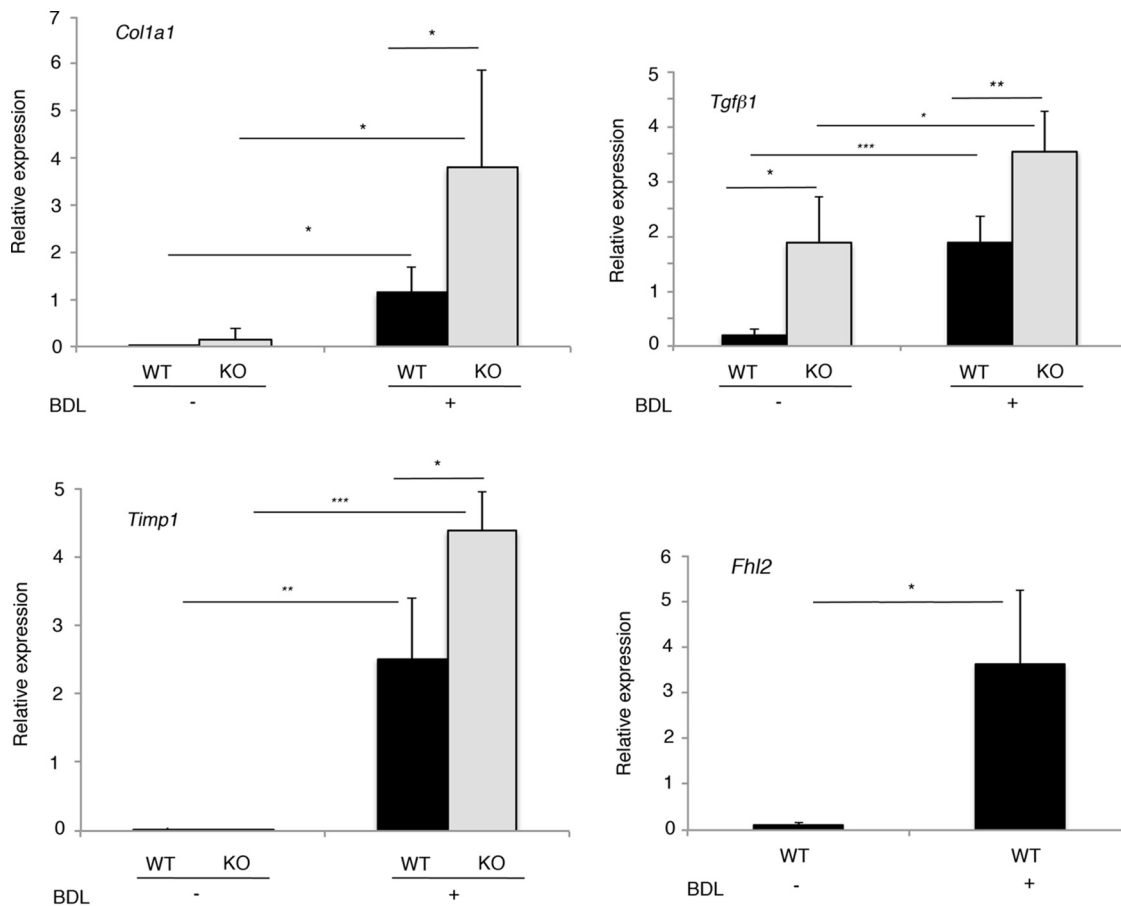 Col1a1
Relative expression
7
6
5
4
3
2
1
0
*
*
*
WT KO WT KO
BDL - +
Tgfβ1
Relative expression
5
4
3
2
1
0
**
*
***
*
WT KO WT KO
BDL - +
Timp1
Relative expression
5
4
3
2
1
0
*
***
**
WT KO WT KO
BDL - +
Fhl2
Relative expression
6
5
4
3
2
1
0
*
WT WT
BDL - +